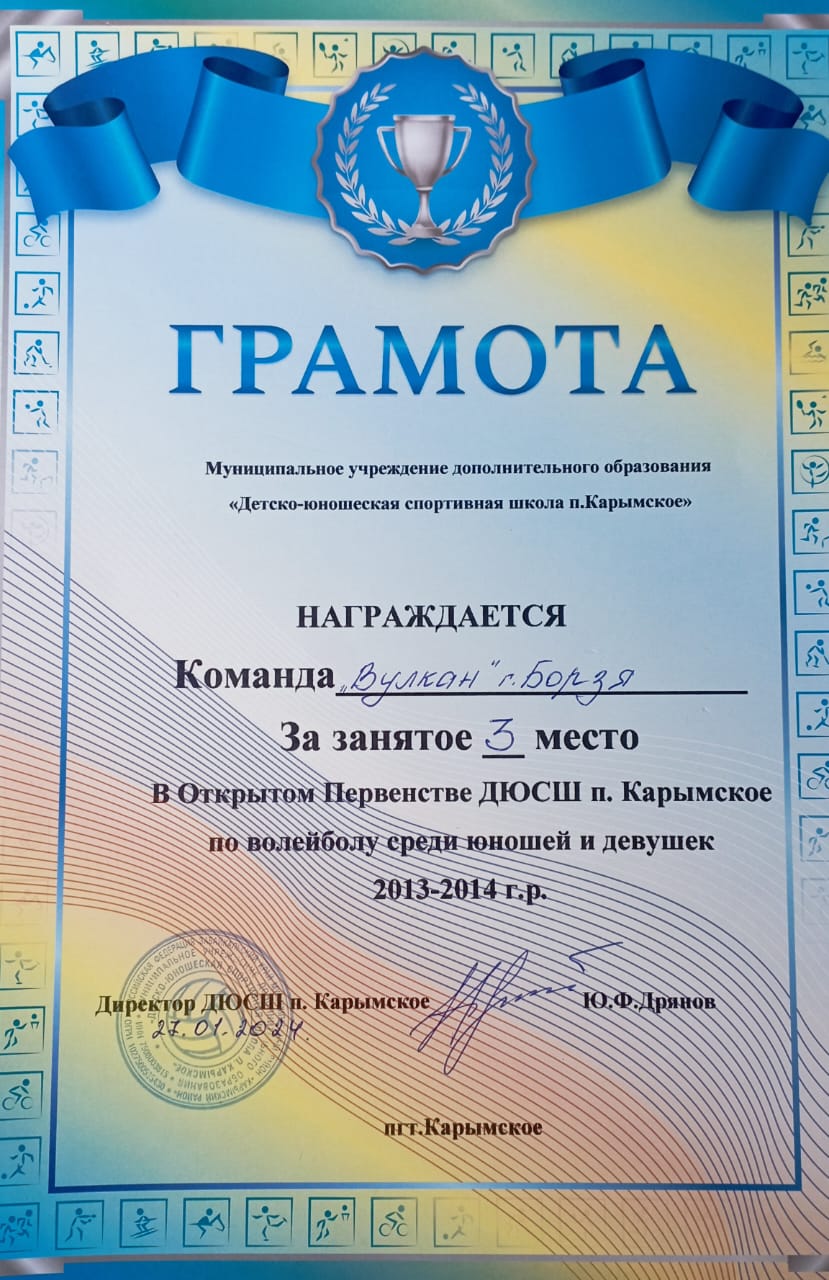 ГРАМОТА
Муниципальное учреждение дополнительного образования
«Детско-юношеская спортивная школа п.Карымское»
НАГРАЖДАЕТСЯ
Команда „Вулкан" г. Борзя
За занятое 3 место
В Открытом Первенстве ДЮСШ п. Карымское
по волейболу среди юношей и девушек
2013-2014 г.р.
Директор ДЮСШ п. Карымское Ю.Ф.Дрянов
27.01.2024.
пгт.Карымское